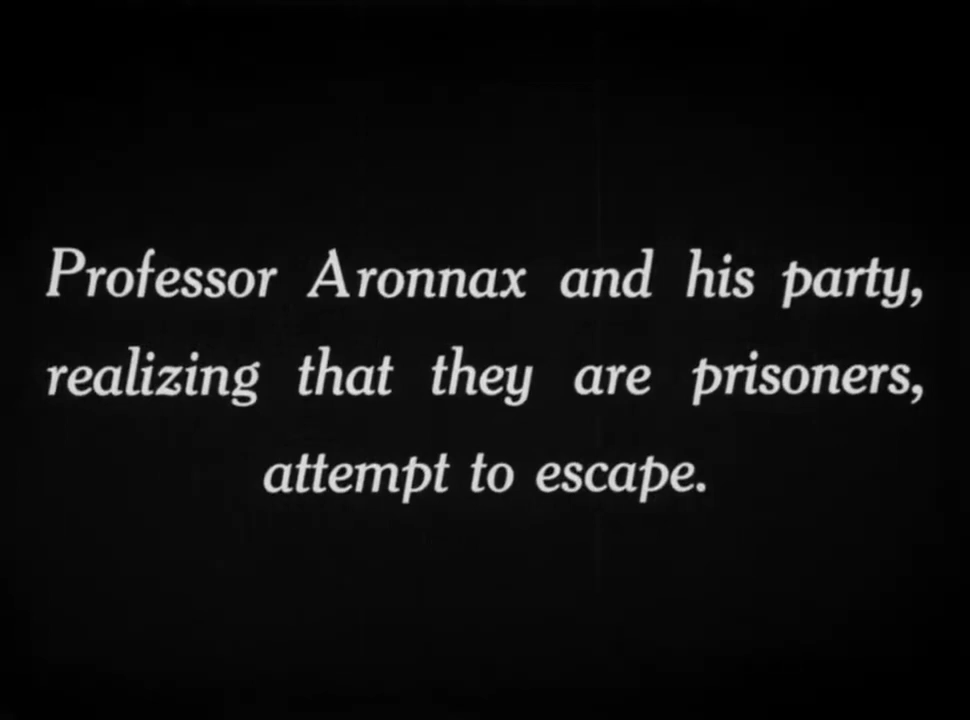 Professor Aronnax and his party,
realizing that they are prisoners,
attempt to escape.